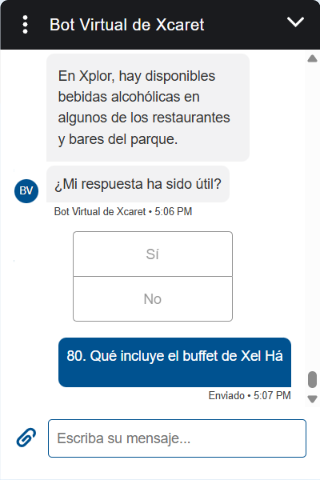 Bot Virtual de Xcaret
En Xplor, hay disponibles
bebidas alcohólicas en
algunos de los restaurantes
y bares del parque.
¿Mi respuesta ha sido útil?
BV
Bot Virtual de Xcaret • 5:06 PM
Sí
No
80. Qué incluye el buffet de Xel Há
Enviado • 5:07 PM
Escriba su mensaje...